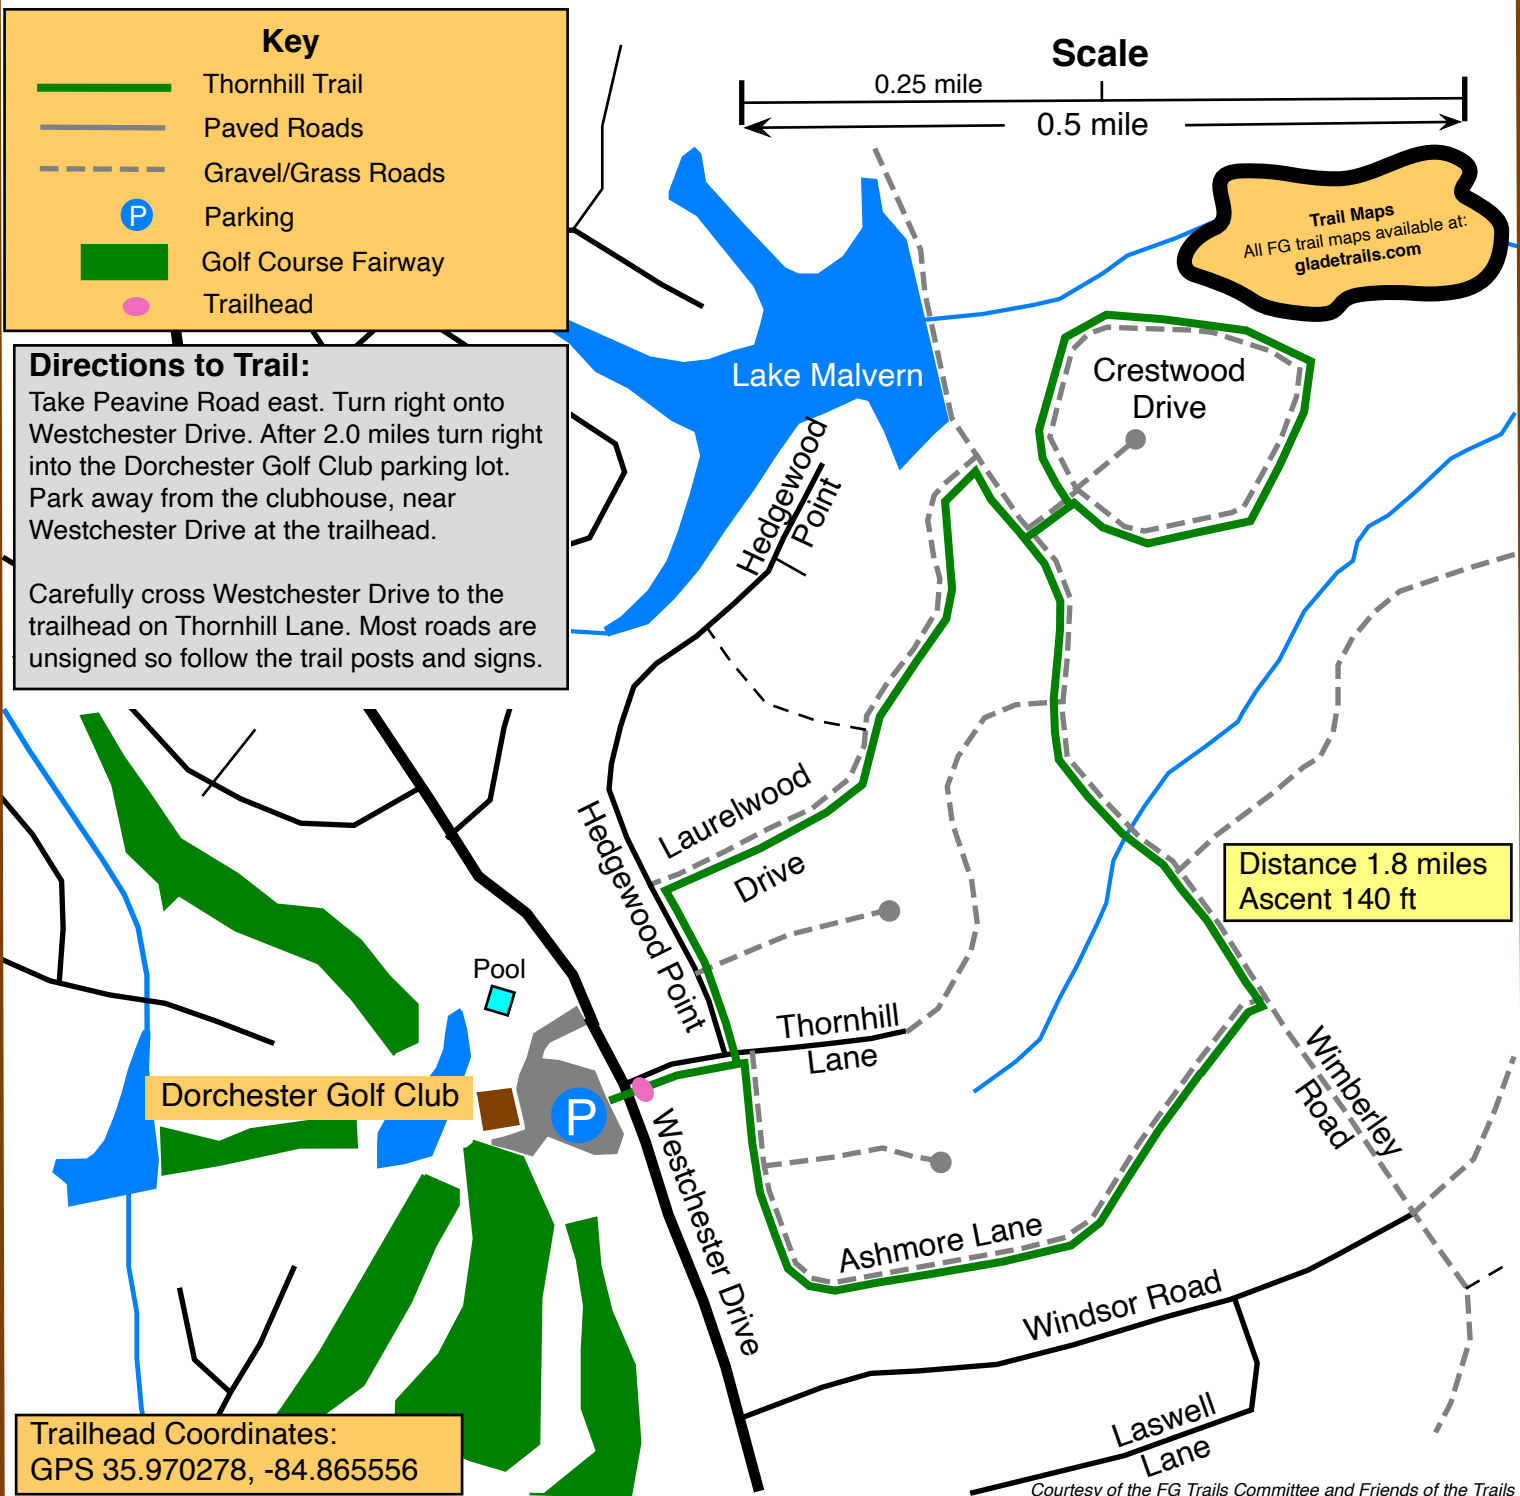 Key
Thornhill Trail
Paved Roads
Gravel/Grass Roads
P
Parking
Golf Course Fairway
Trailhead
Scale
0.25 mile
0.5 mile
Trail Maps
All FG trail maps available at:
gladetrails.com
Directions to Trail:
Take Peavine Road east. Turn right onto
Westchester Drive. After 2.0 miles turn right
into the Dorchester Golf Club parking lot.
Park away from the clubhouse, near
Westchester Drive at the trailhead.
Carefully cross Westchester Drive to the
trailhead on Thornhill Lane. Most roads are
unsigned so follow the trail posts and signs.
Lake Malvern
Crestwood
Drive
Hedgewood
Point
Laurelwood
Drive
Hedgewood Point
Distance 1.8 miles
Ascent 140 ft
Pool
Thornhill
Lane
Dorchester Golf Club
P
Wimberley
Road
Westchester Drive
Ashmore Lane
Windsor Road
Laswell
Lane
Trailhead Coordinates:
GPS 35.970278, -84.865556
Courtesy of the FG Trails Committee and Friends of the Trails